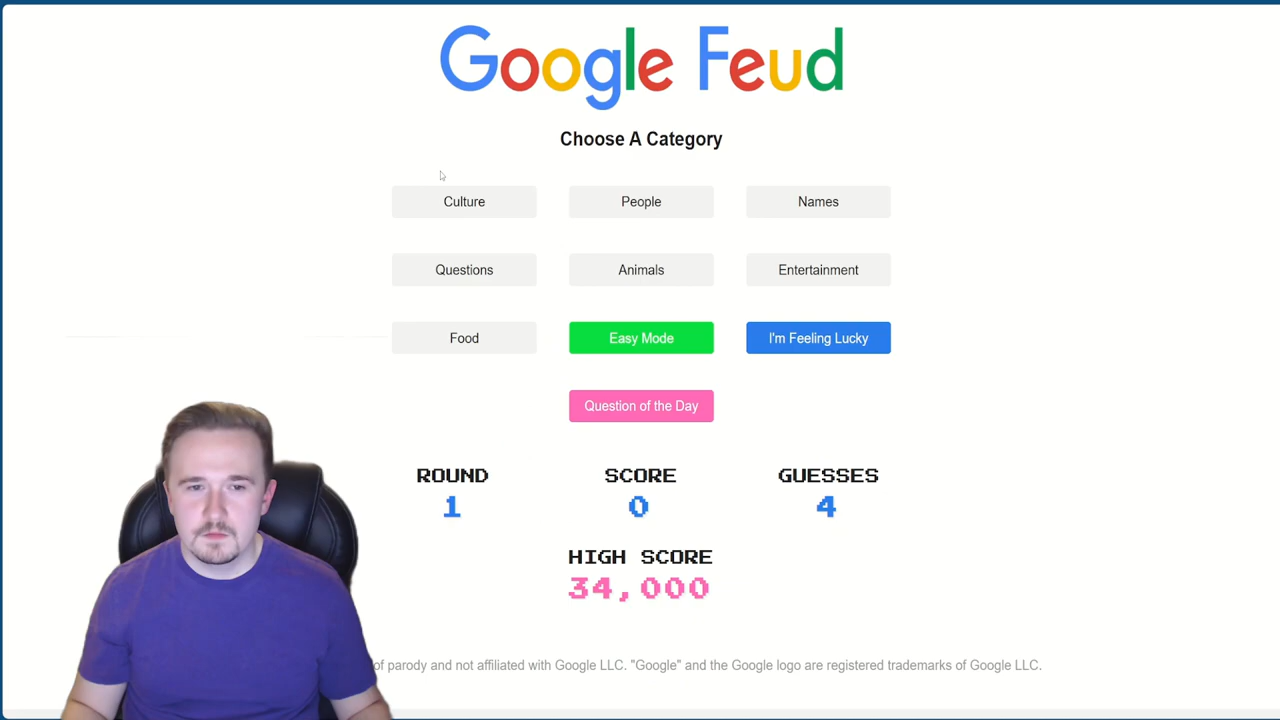 Google Feud
Choose A Category
Culture People Names
Questions Animals Entertainment
Food Easy Mode I'm Feeling Lucky
Question of the Day
ROUND SCORE GUESSES
1 0 4
HIGH SCORE
34,000
of parody and not affiliated with Google LLC. "Google" and the Google logo are registered trademarks of Google LLC.